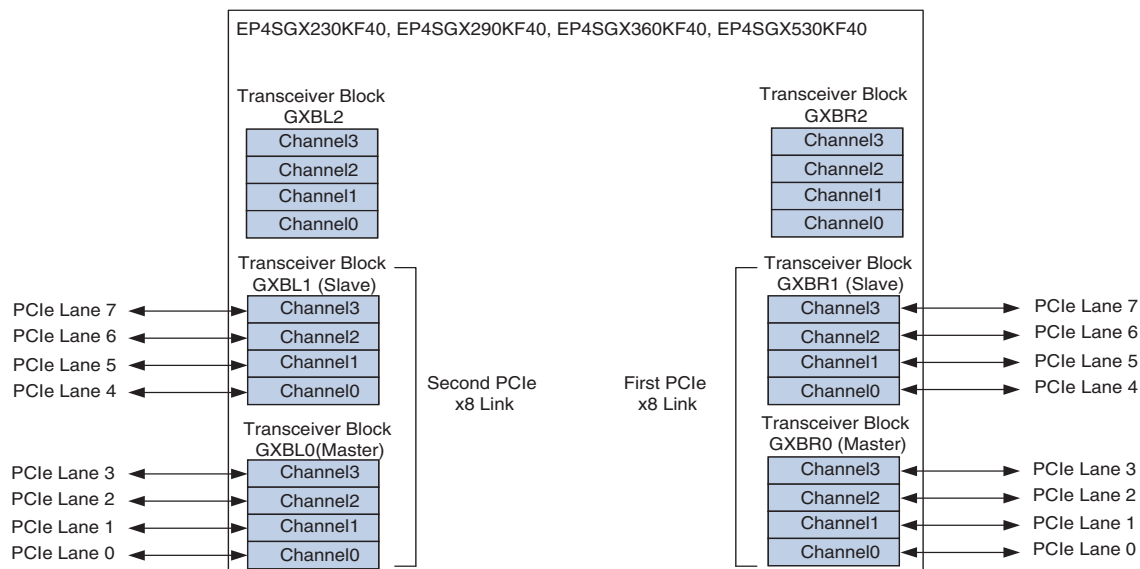 EP4SGX230KF40, EP4SGX290KF40, EP4SGX360KF40, EP4SGX530KF40
Transceiver Block
GXBL2
Channel3
Channel2
Channel1
Channel0
Transceiver Block
GXBR2
Channel3
Channel2
Channel1
Channel0
Transceiver Block
GXBL1 (Slave)
PCIe Lane 7
Channel3
PCIe Lane 6
Channel2
PCIe Lane 5
Channel1
PCIe Lane 4
Channel0
Second PCIe
x8 Link
Transceiver Block
GXBL0(Master)
PCIe Lane 3
Channel3
PCIe Lane 2
Channel2
PCIe Lane 1
Channel1
PCIe Lane 0
Channel0
First PCIe
x8 Link
Transceiver Block
GXBR1 (Slave)
Channel3
PCIe Lane 7
Channel2
PCIe Lane 6
Channel1
PCIe Lane 5
Channel0
PCIe Lane 4
Transceiver Block
GXBR0 (Master)
Channel3
PCIe Lane 3
Channel2
PCIe Lane 2
Channel1
PCIe Lane 1
Channel0
PCIe Lane 0